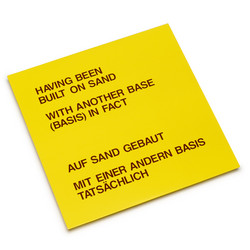 HAVING BEEN
BUILT ON SAND
WITH ANOTHER BASE
(BASIS) IN FACT
AUF SAND GEBAUT
MIT EINER ANDERN BASIS
TATSÄCHLICH